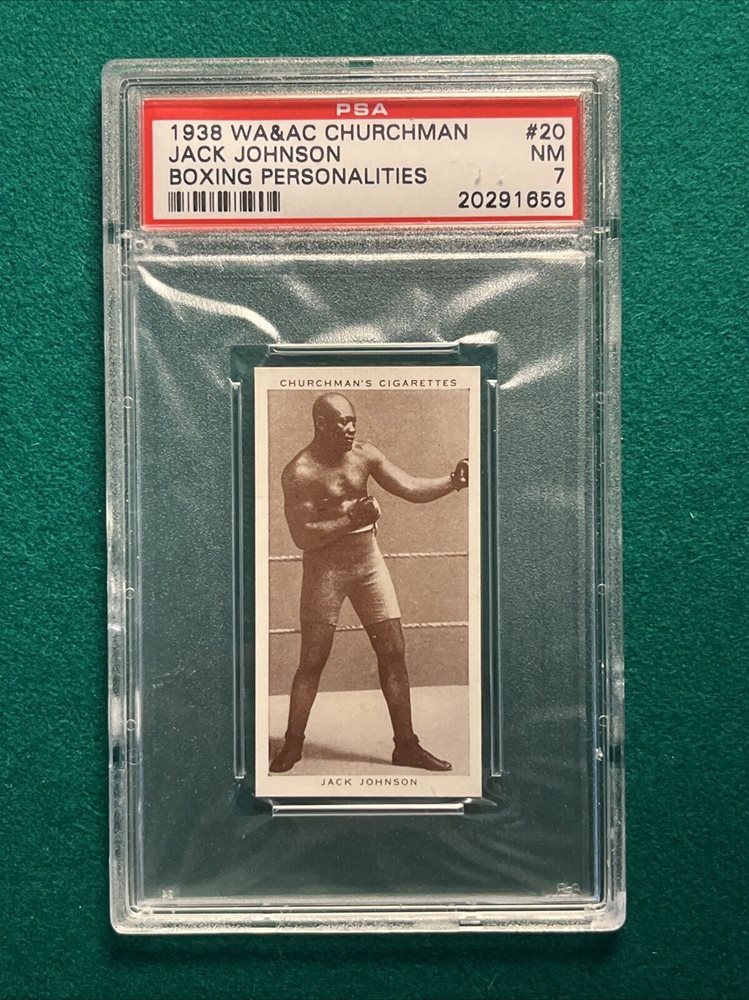 PSA
1938 WA&AC CHURCHMAN #20
JACK JOHNSON NM
BOXING PERSONALITIES 7
20291656
CHURCHMAN'S CIGARETTES
JACK JOHNSON